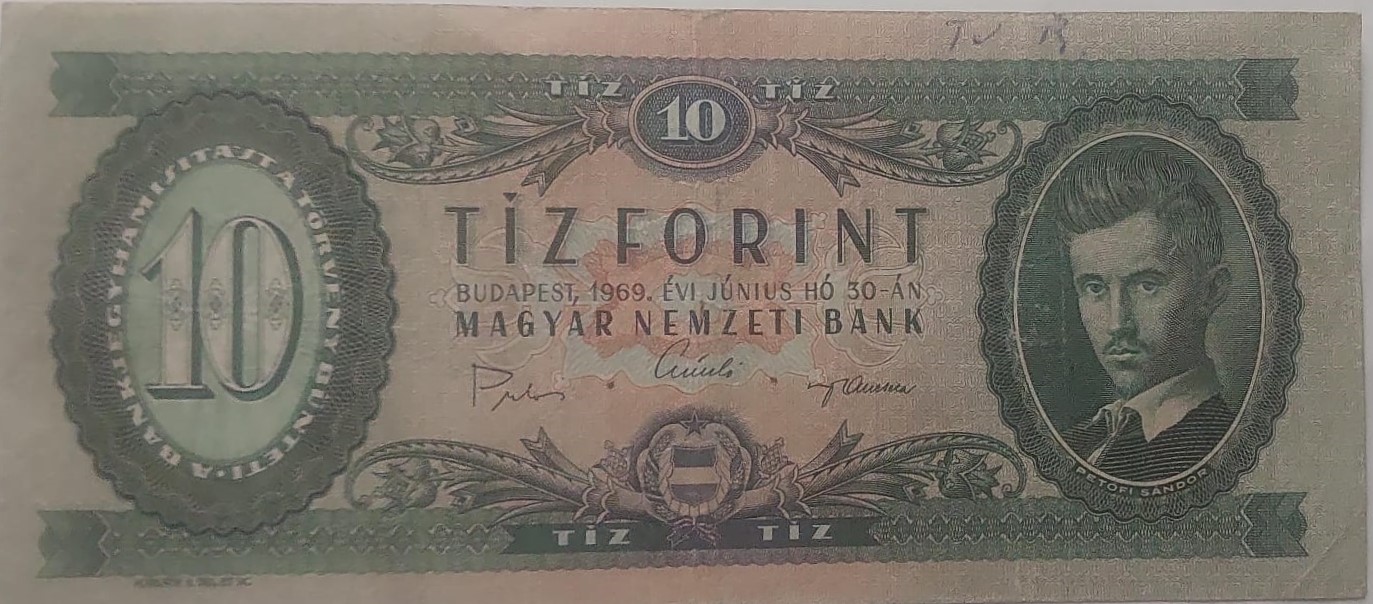 TÍZ 10 TÍZ
A BANKJEGYHAMISÍTÁST A TÖRVÉNY BÜNTETI
10
TÍZ FORINT
BUDAPEST, 1969. ÉVI JÚNIUS HÓ 30-ÁN
MAGYAR NEMZETI BANK
PETŐFI SÁNDOR
TÍZ TÍZ